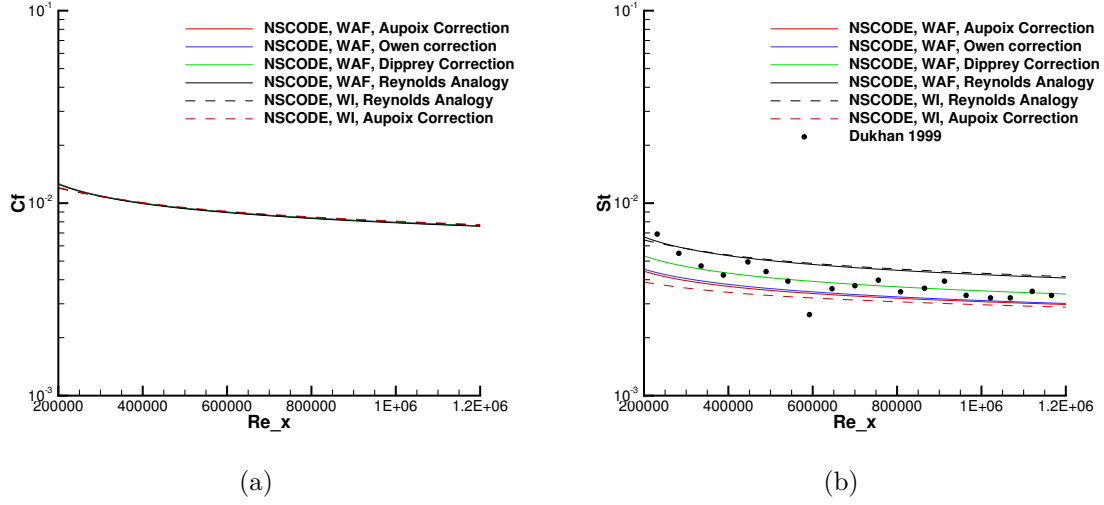 10^-1
NSCODE, WAF, Aupoix Correction
NSCODE, WAF, Owen correction
NSCODE, WAF, Dipprey Correction
NSCODE, WAF, Reynolds Analogy
NSCODE, WI, Reynolds Analogy
NSCODE, WI, Aupoix Correction
Cf
10^-2
10^-3
200000 400000 600000 800000 1E+06 1.2E+06
Re_x
(a)
10^-1
NSCODE, WAF, Aupoix Correction
NSCODE, WAF, Owen correction
NSCODE, WAF, Dipprey Correction
NSCODE, WAF, Reynolds Analogy
NSCODE, WI, Reynolds Analogy
NSCODE, WI, Aupoix Correction
Dukhan 1999
St
10^-2
10^-3
200000 400000 600000 800000 1E+06 1.2E+06
Re_x
(b)